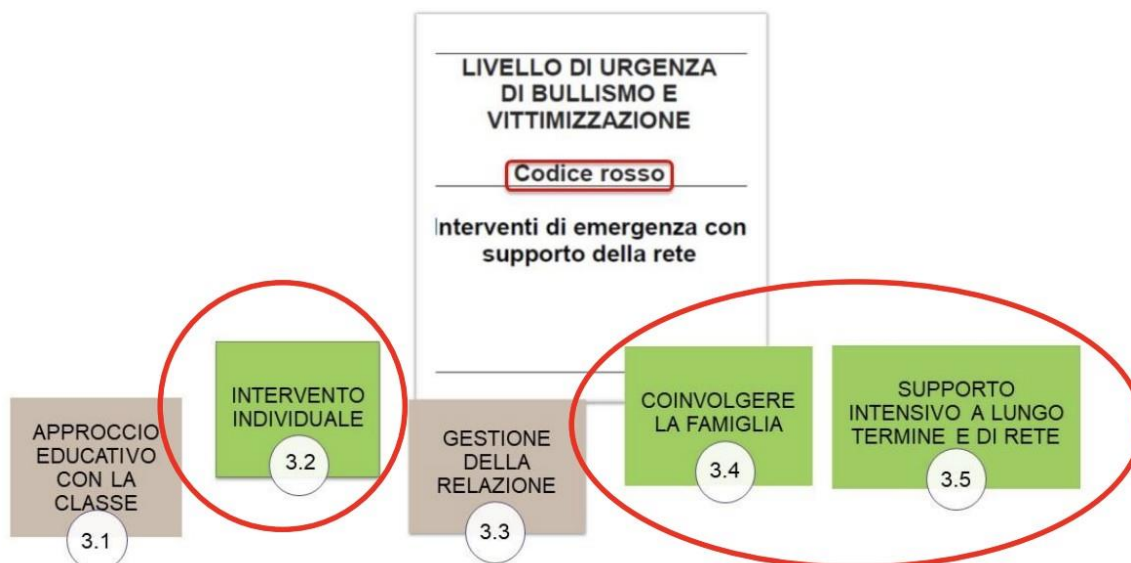 LIVELLO DI URGENZA
DI BULLISMO E
VITTIMIZZAZIONE
Codice rosso
Interventi di emergenza con
supporto della rete
APPROCCIO
EDUCATIVO
CON LA
CLASSE
3.1
INTERVENTO
INDIVIDUALE
3.2
GESTIONE
DELLA
RELAZIONE
3.3
COINVOLGERE
LA FAMIGLIA
3.4
SUPPORTO
INTENSIVO A LUNGO
TERMINE E DI RETE
3.5